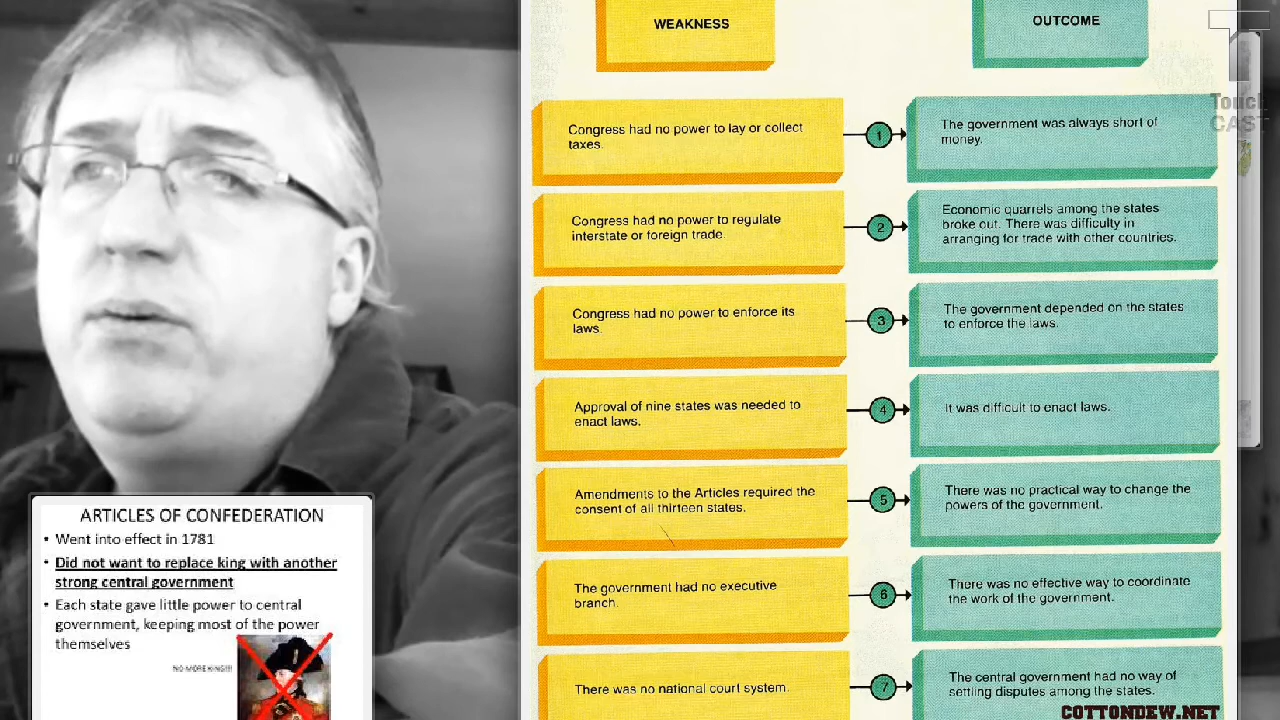 WEAKNESS
OUTCOME
Touch
CAST
Congress had no power to lay or collect
taxes.
1
The government was always short of
money.
Congress had no power to regulate
interstate or foreign trade.
2
Economic quarrels among the states
broke out. There was difficulty in
arranging for trade with other countries.
Congress had no power to enforce its
laws.
3
The government depended on the states
to enforce the laws.
Approval of nine states was needed to
enact laws.
4
It was difficult to enact laws.
Amendments to the Articles required the
consent of all thirteen states.
5
There was no practical way to change the
powers of the government.
The government had no executive
branch.
6
There was no effective way to coordinate
the work of the government.
There was no national court system.
7
The central government had no way of
settling disputes among the states.
ARTICLES OF CONFEDERATION
• Went into effect in 1781
• Did not want to replace king with another
strong central government
• Each state gave little power to central
government, keeping most of the power
themselves
NO MORE KING!!!
COTTONDEW.NET